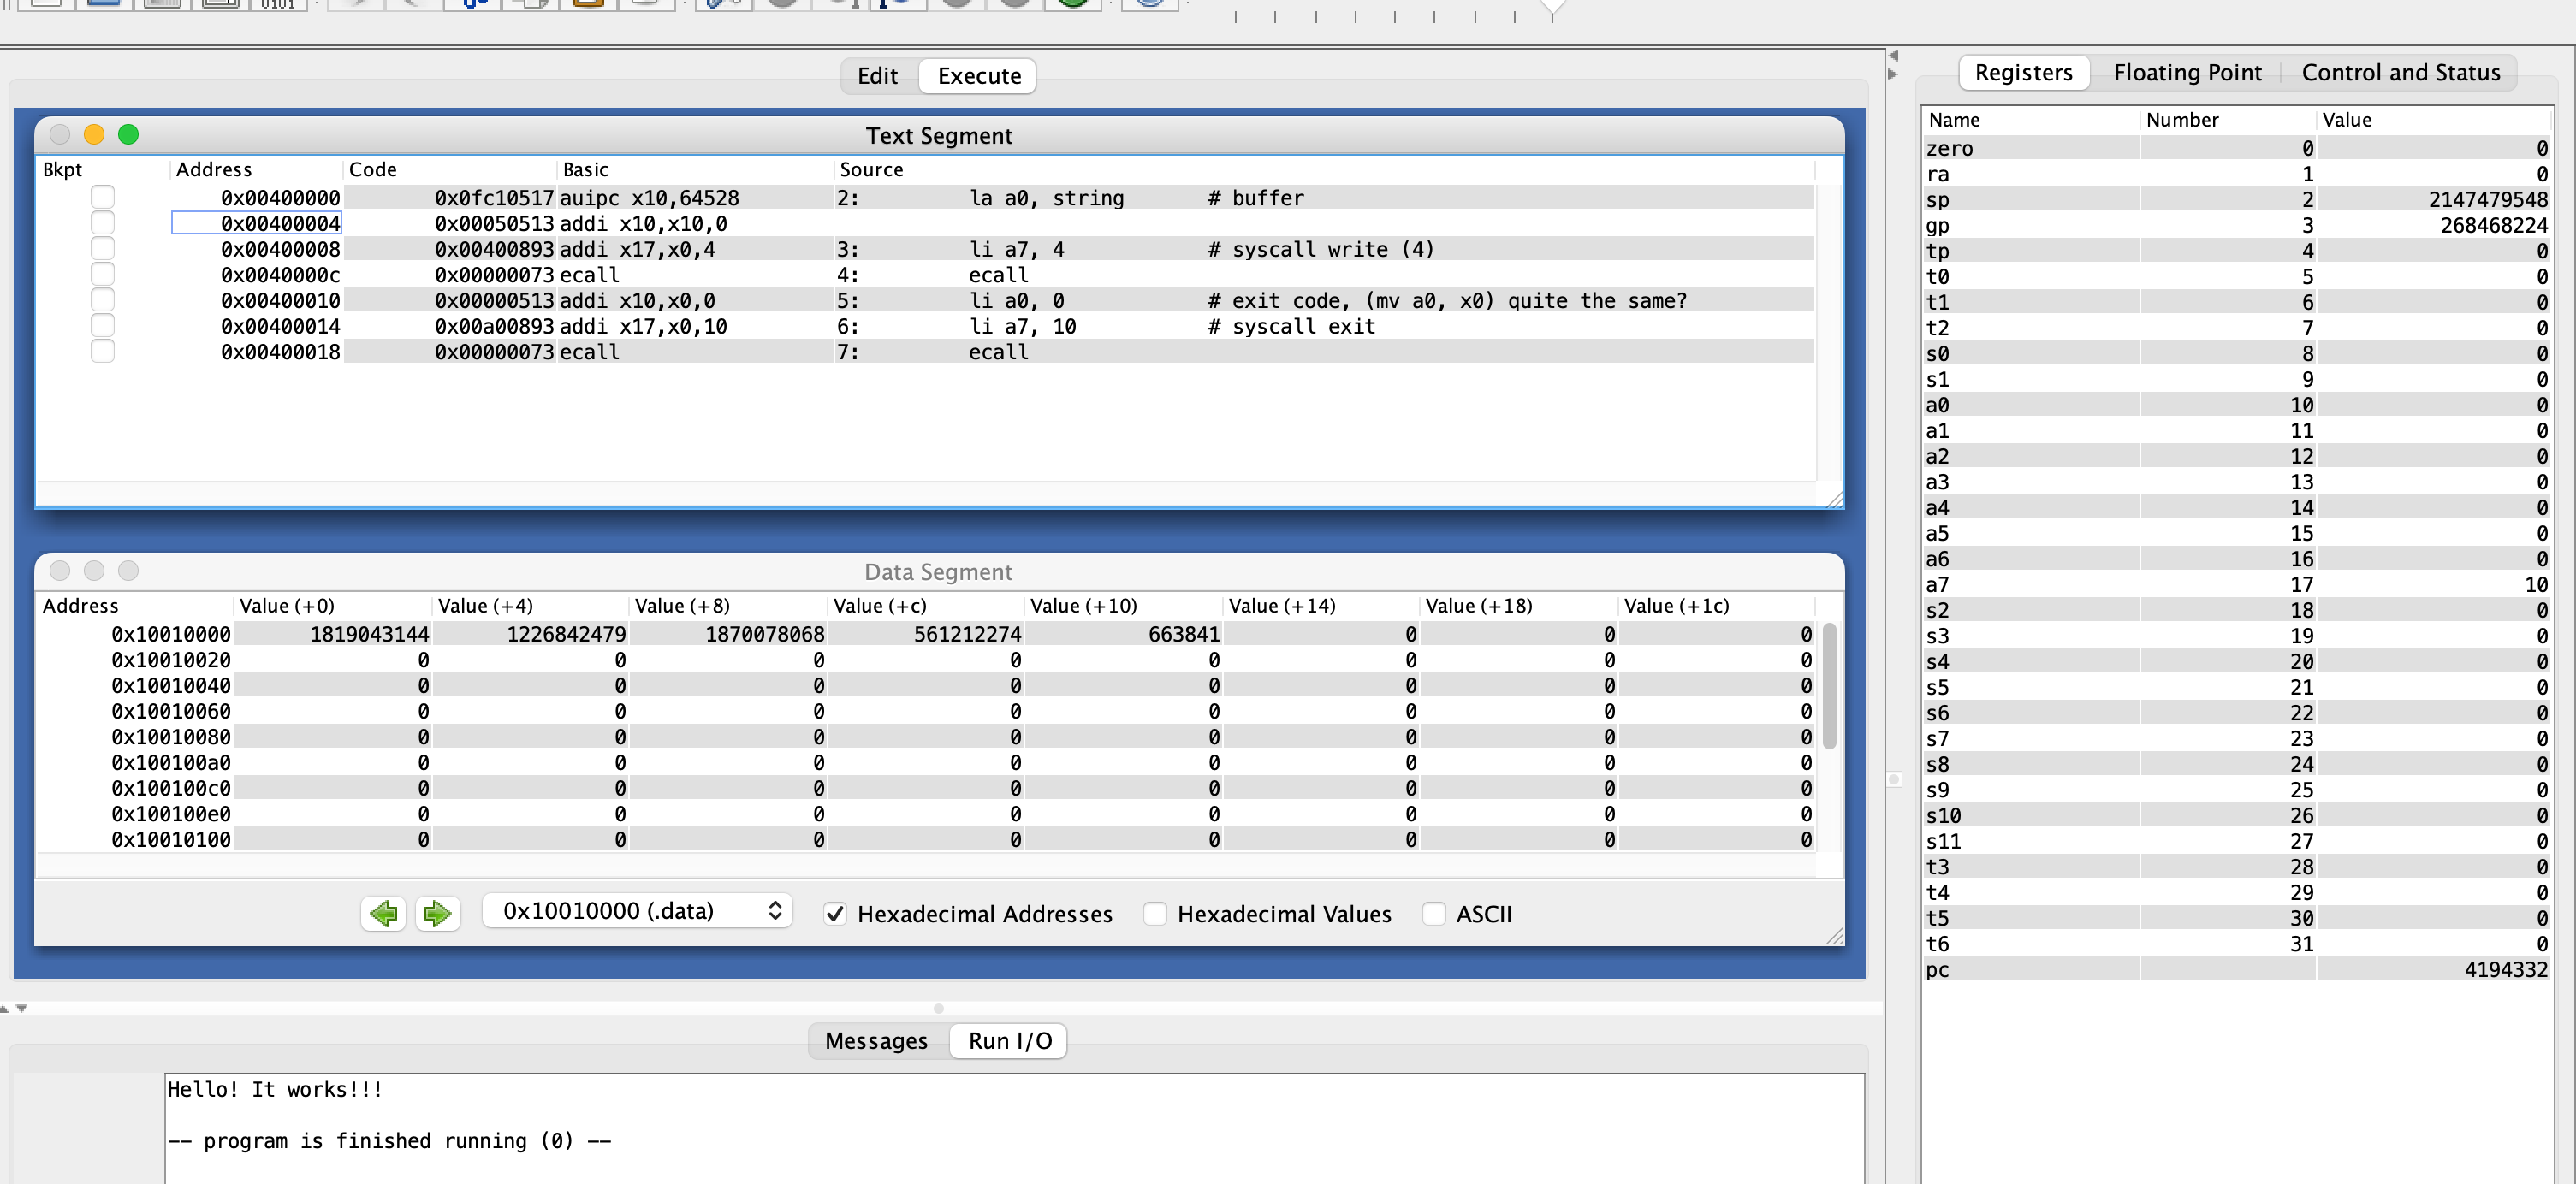 0101
Edit Execute
Text Segment
Bkpt Address Code Basic Source
0x00400000 0x0fc10517 auipc x10,64528 2: la a0, string # buffer
0x00400004 0x00050513 addi x10,x10,0
0x00400008 0x00400893 addi x17,x0,4 3: li a7, 4 # syscall write (4)
0x0040000c 0x00000073 ecall 4: ecall
0x00400010 0x00000513 addi x10,x0,0 5: li a0, 0 # exit code, (mv a0, x0) quite the same?
0x00400014 0x00a00893 addi x17,x0,10 6: li a7, 10 # syscall exit
0x00400018 0x00000073 ecall 7: ecall
Data Segment
Address Value (+0) Value (+4) Value (+8) Value (+c) Value (+10) Value (+14) Value (+18) Value (+1c)
0x10010000 1819043144 1226842479 1870078068 561212274 663841 0 0 0
0x10010020 0 0 0 0 0 0 0 0
0x10010040 0 0 0 0 0 0 0 0
0x10010060 0 0 0 0 0 0 0 0
0x10010080 0 0 0 0 0 0 0 0
0x100100a0 0 0 0 0 0 0 0 0
0x100100c0 0 0 0 0 0 0 0 0
0x100100e0 0 0 0 0 0 0 0 0
0x10010100 0 0 0 0 0 0 0 0
0x10010000 (.data) Hexadecimal Addresses Hexadecimal Values ASCII
Messages Run I/O
Hello! It works!!!
-- program is finished running (0) --
Registers Floating Point Control and Status
Name Number Value
zero 0 0
ra 1 0
sp 2 2147479548
gp 3 268468224
tp 4 0
t0 5 0
t1 6 0
t2 7 0
s0 8 0
s1 9 0
a0 10 0
a1 11 0
a2 12 0
a3 13 0
a4 14 0
a5 15 0
a6 16 0
a7 17 10
s2 18 0
s3 19 0
s4 20 0
s5 21 0
s6 22 0
s7 23 0
s8 24 0
s9 25 0
s10 26 0
s11 27 0
t3 28 0
t4 29 0
t5 30 0
t6 31 0
pc 4194332